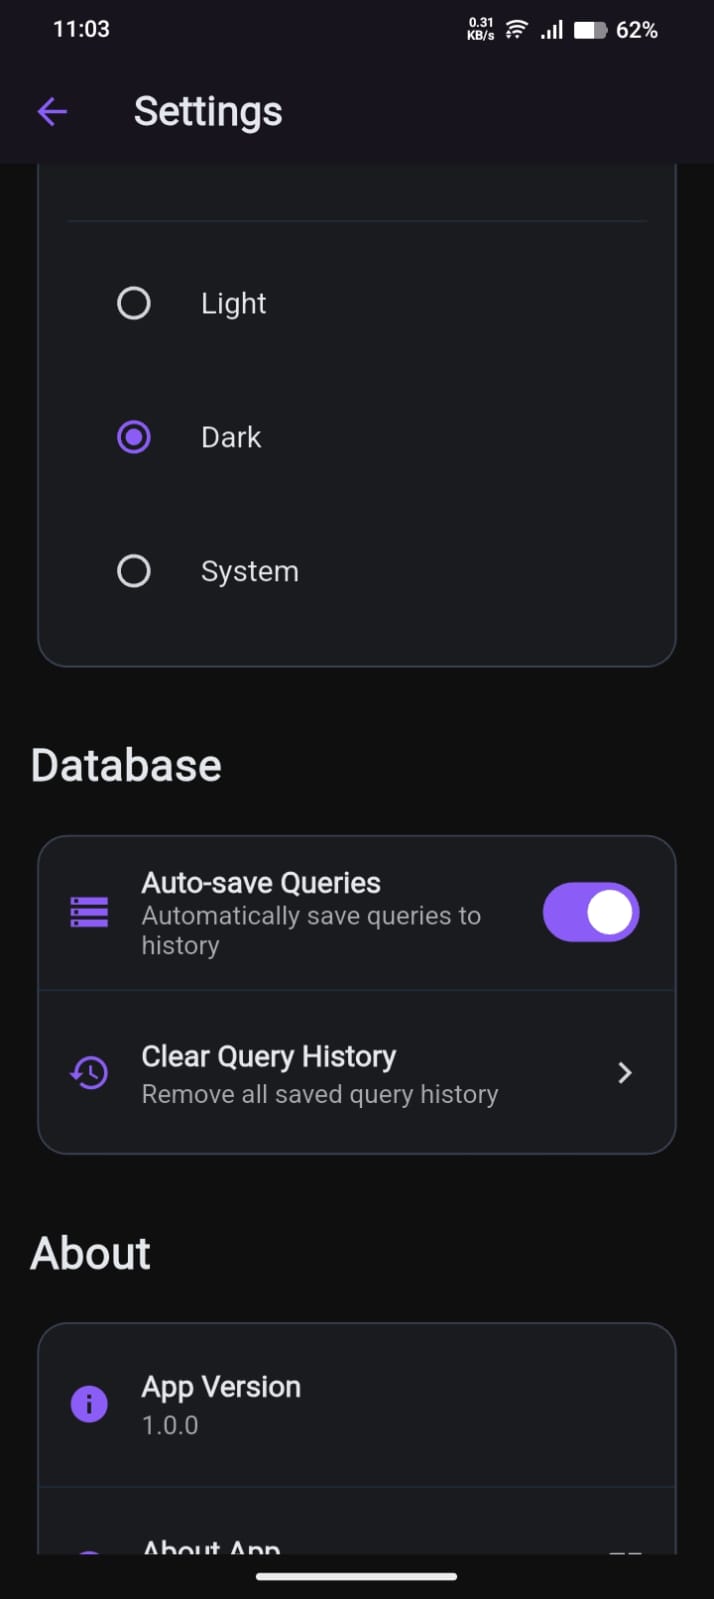 11:03
0.31
KB/s
62%
Settings
Light
Dark
System
Database
Auto-save Queries
Automatically save queries to
history
Clear Query History
Remove all saved query history
About
App Version
1.0.0
About App